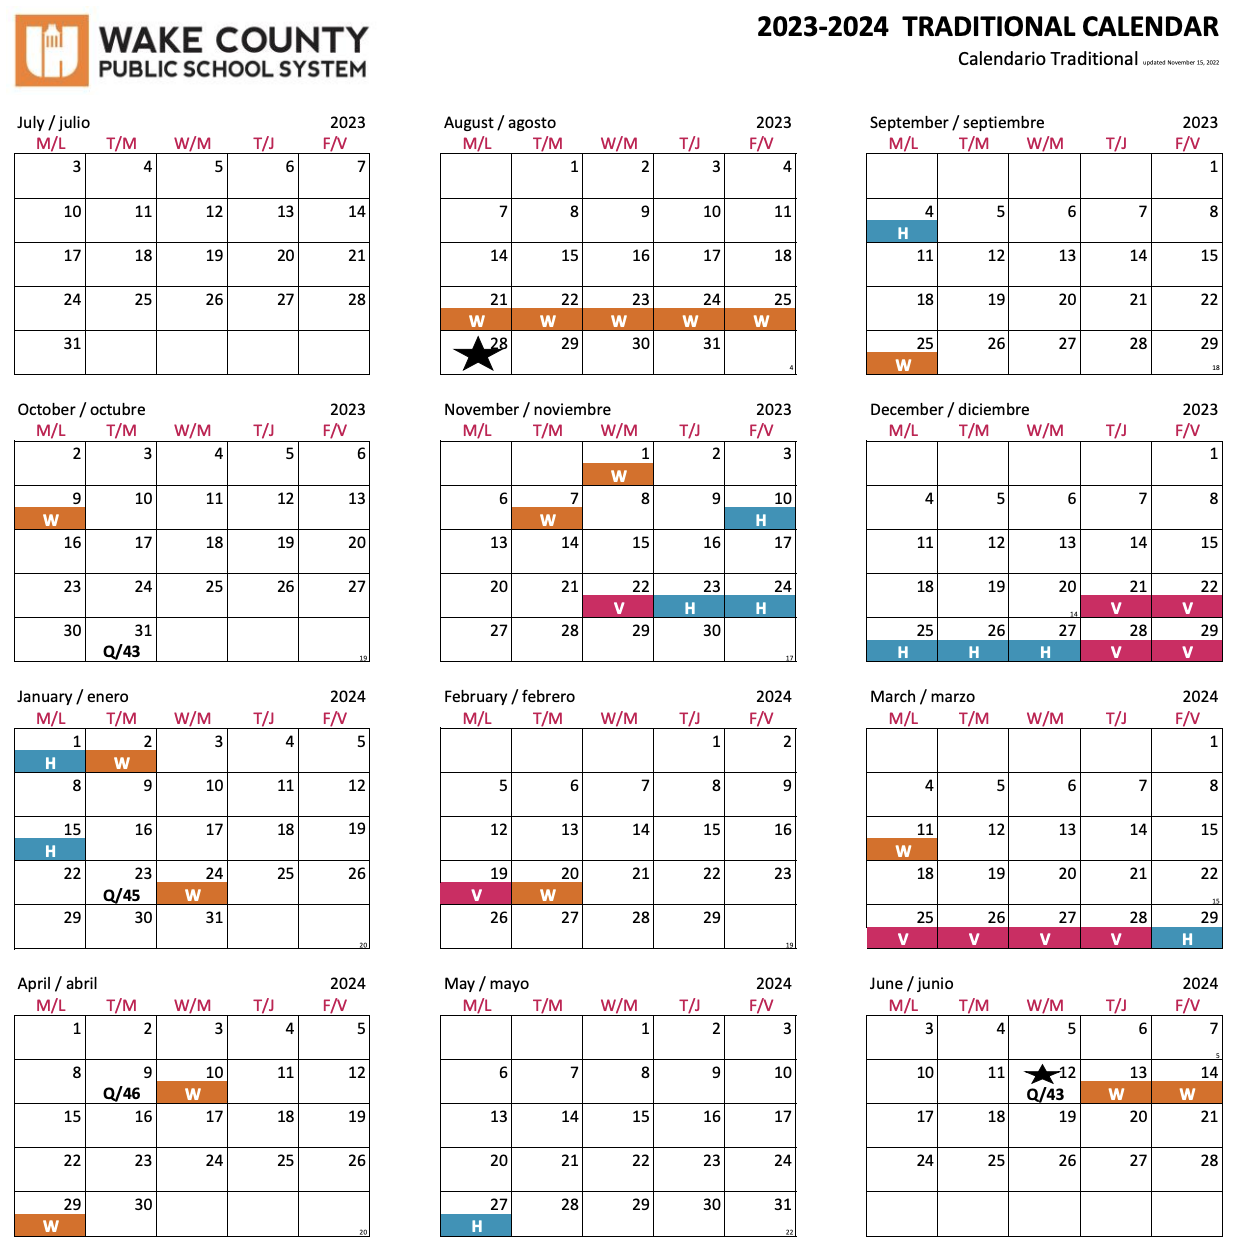 WAKE COUNTY
PUBLIC SCHOOL SYSTEM
2023-2024 TRADITIONAL CALENDAR
Calendario Traditional updated November 15, 2022
July / julio 2023
M/L T/M W/M T/J F/V
3 4 5 6 7
10 11 12 13 14
17 18 19 20 21
24 25 26 27 28
31
August / agosto 2023
M/L T/M W/M T/J F/V
1 2 3 4
7 8 9 10 11
14 15 16 17 18
21 22 23 24 25
W W W W W
28 29 30 31
4
September / septiembre 2023
M/L T/M W/M T/J F/V
1
4 5 6 7 8
H
11 12 13 14 15
18 19 20 21 22
25 26 27 28 29
W 18
October / octubre 2023
M/L T/M W/M T/J F/V
2 3 4 5 6
9 10 11 12 13
W
16 17 18 19 20
23 24 25 26 27
30 31
Q/43 19
November / noviembre 2023
M/L T/M W/M T/J F/V
1 2 3
W
6 7 8 9 10
W H
13 14 15 16 17
20 21 22 23 24
V H H
27 28 29 30
17
December / diciembre 2023
M/L T/M W/M T/J F/V
1
4 5 6 7 8
11 12 13 14 15
18 19 20 21 22
14 V V
25 26 27 28 29
H H H V V
January / enero 2024
M/L T/M W/M T/J F/V
1 2 3 4 5
H W
8 9 10 11 12
15 16 17 18 19
H
22 23 24 25 26
Q/45 W
29 30 31
20
February / febrero 2024
M/L T/M W/M T/J F/V
1 2
5 6 7 8 9
12 13 14 15 16
19 20 21 22 23
V W
26 27 28 29
19
March / marzo 2024
M/L T/M W/M T/J F/V
1
4 5 6 7 8
11 12 13 14 15
W
18 19 20 21 22
15
25 26 27 28 29
V V V V H
April / abril 2024
M/L T/M W/M T/J F/V
1 2 3 4 5
8 9 10 11 12
Q/46 W
15 16 17 18 19
22 23 24 25 26
29 30
W 20
May / mayo 2024
M/L T/M W/M T/J F/V
1 2 3
6 7 8 9 10
13 14 15 16 17
20 21 22 23 24
27 28 29 30 31
H 22
June / junio 2024
M/L T/M W/M T/J F/V
3 4 5 6 7
5
10 11 12 13 14
Q/43 W W
17 18 19 20 21
24 25 26 27 28